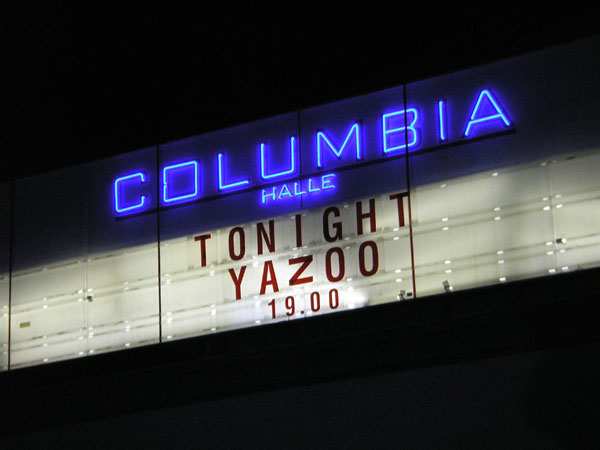 COLUMBIA
HALLE
TONIGHT
YAZOO
19.00